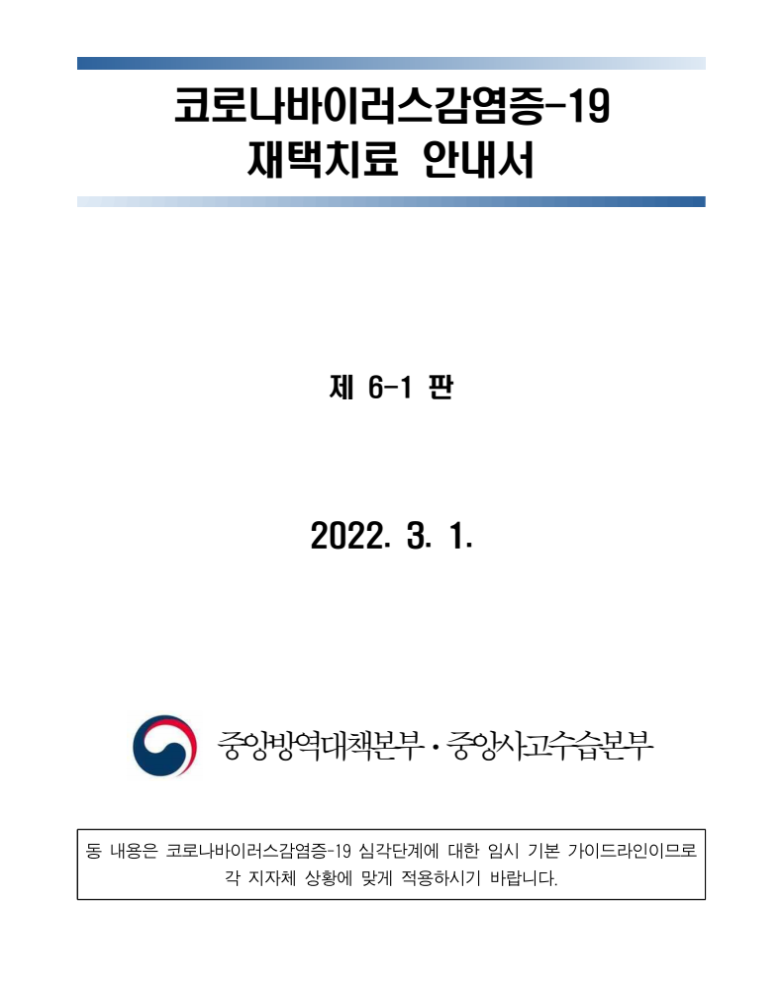 코로나바이러스감염증-19
재택치료 안내서
제 6-1 판
2022. 3. 1.
중앙방역대책본부·중앙사고수습본부
동 내용은 코로나바이러스감염증-19 심각단계에 대한 임시 기본 가이드라인이므로
각 지자체 상황에 맞게 적용하시기 바랍니다.